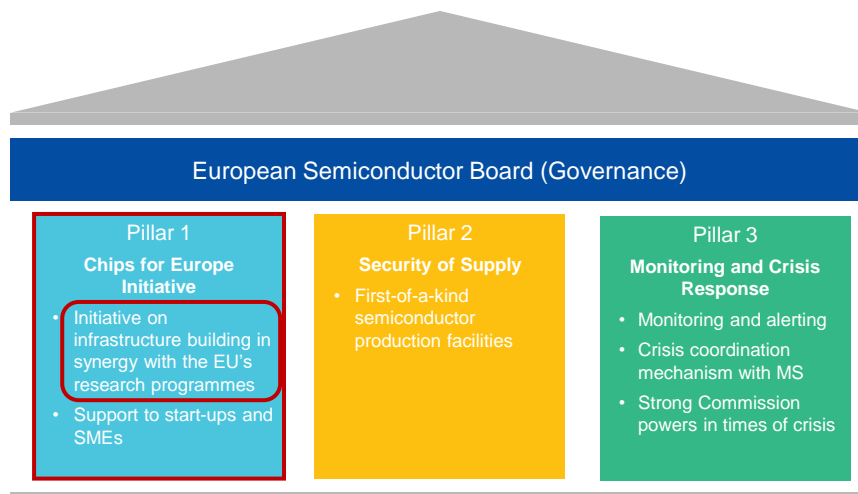 European Semiconductor Board (Governance)
Pillar 1
Chips for Europe
Initiative
• Initiative on
infrastructure building in
synergy with the EU's
research programmes
• Support to start-ups and
SMEs
Pillar 2
Security of Supply
• First-of-a-kind
semiconductor
production facilities
Pillar 3
Monitoring and Crisis
Response
• Monitoring and alerting
• Crisis coordination
mechanism with MS
• Strong Commission
powers in times of crisis